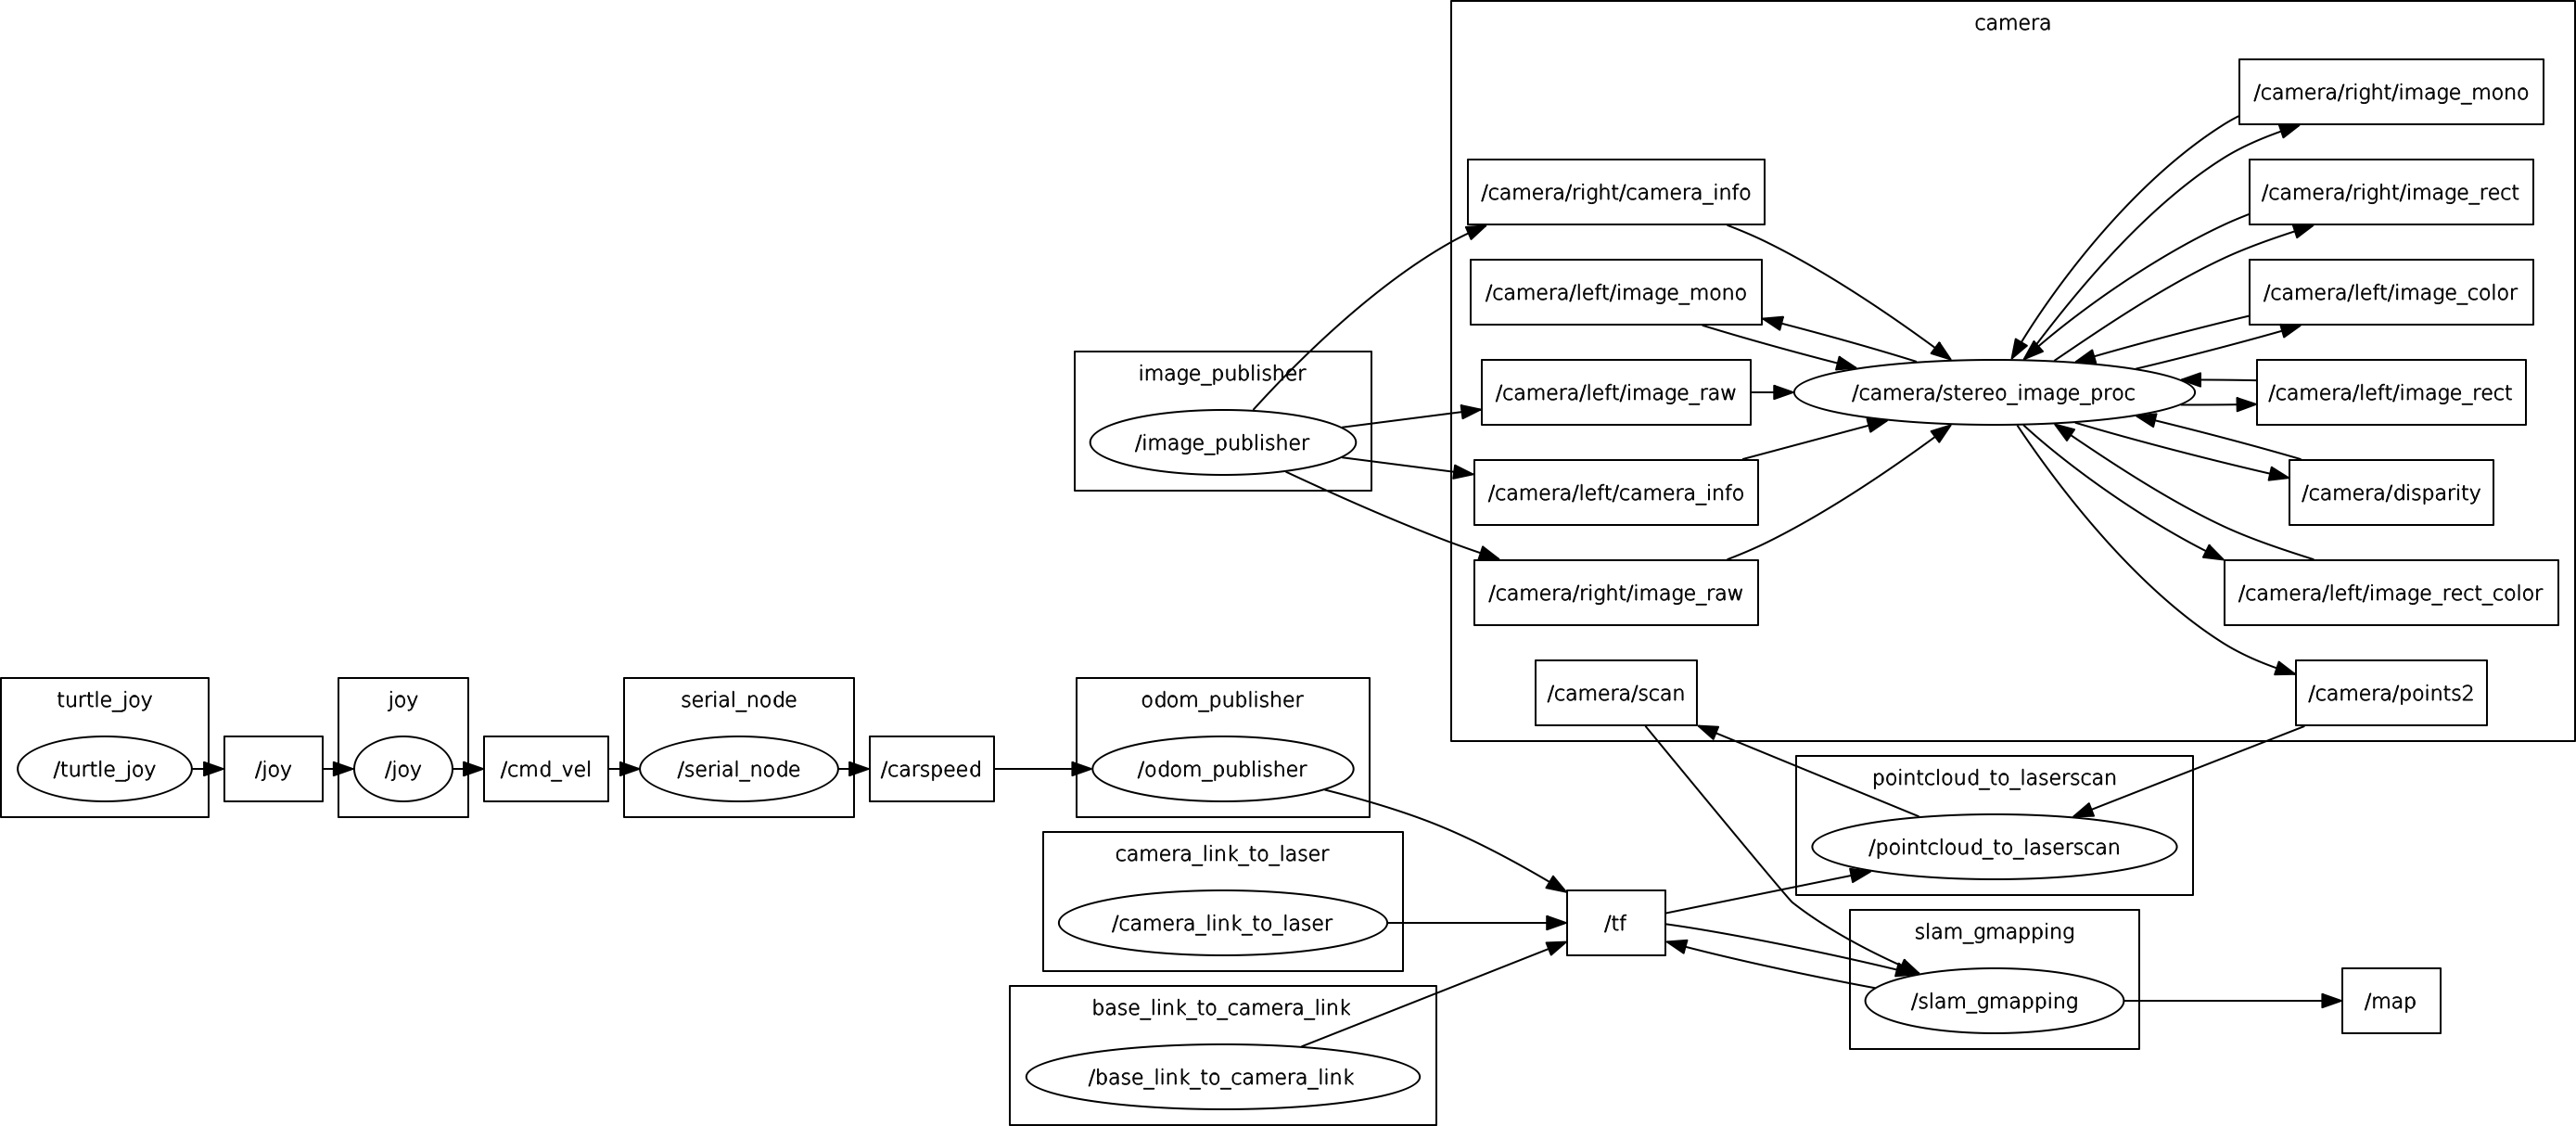 camera
/camera/right/image_mono
/camera/right/camera_info
/camera/right/image_rect
/camera/left/image_mono
/camera/left/image_color
image_publisher
/image_publisher
/camera/left/image_raw
/camera/stereo_image_proc
/camera/left/image_rect
/camera/left/camera_info
/camera/disparity
/camera/right/image_raw
/camera/left/image_rect_color
/camera/scan
/camera/points2
turtle_joy
/turtle_joy
/joy
joy
/joy
/cmd_vel
serial_node
/serial_node
/carspeed
odom_publisher
/odom_publisher
pointcloud_to_laserscan
/pointcloud_to_laserscan
camera_link_to_laser
/camera_link_to_laser
/tf
slam_gmapping
/slam_gmapping
/map
base_link_to_camera_link
/base_link_to_camera_link